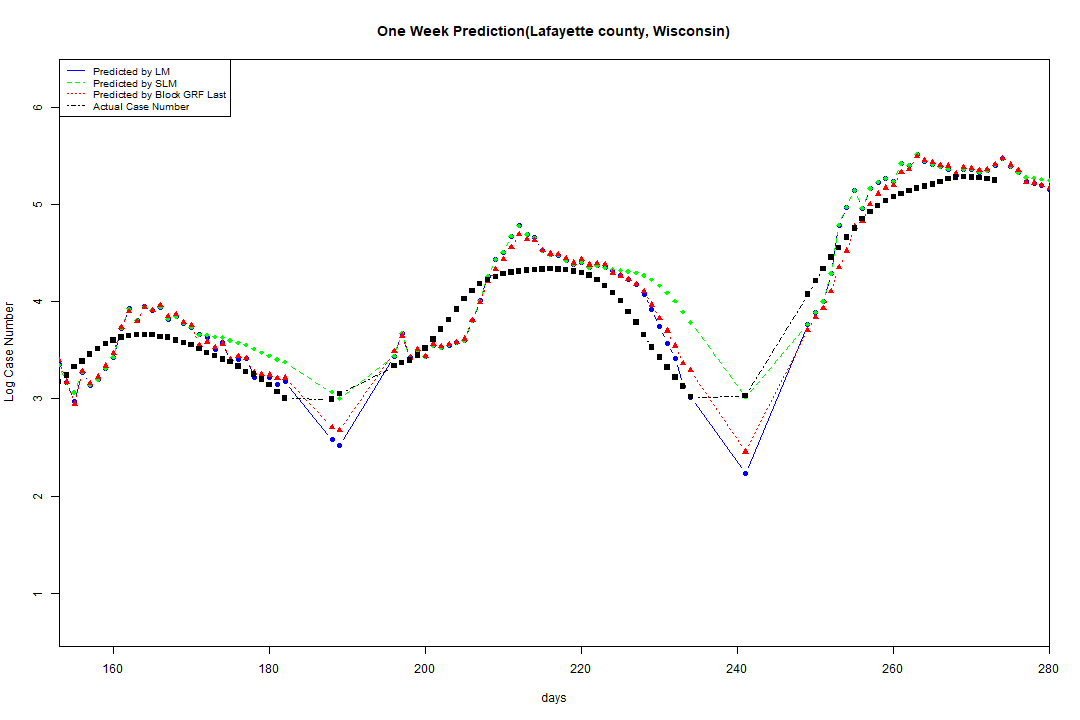 One Week Prediction(Lafayette county, Wisconsin)
Predicted by LM
Predicted by SLM
Predicted by Block GRF Last
Actual Case Number
6
5
4
3
2
1
Log Case Number
160 180 200 220 240 260 280
days